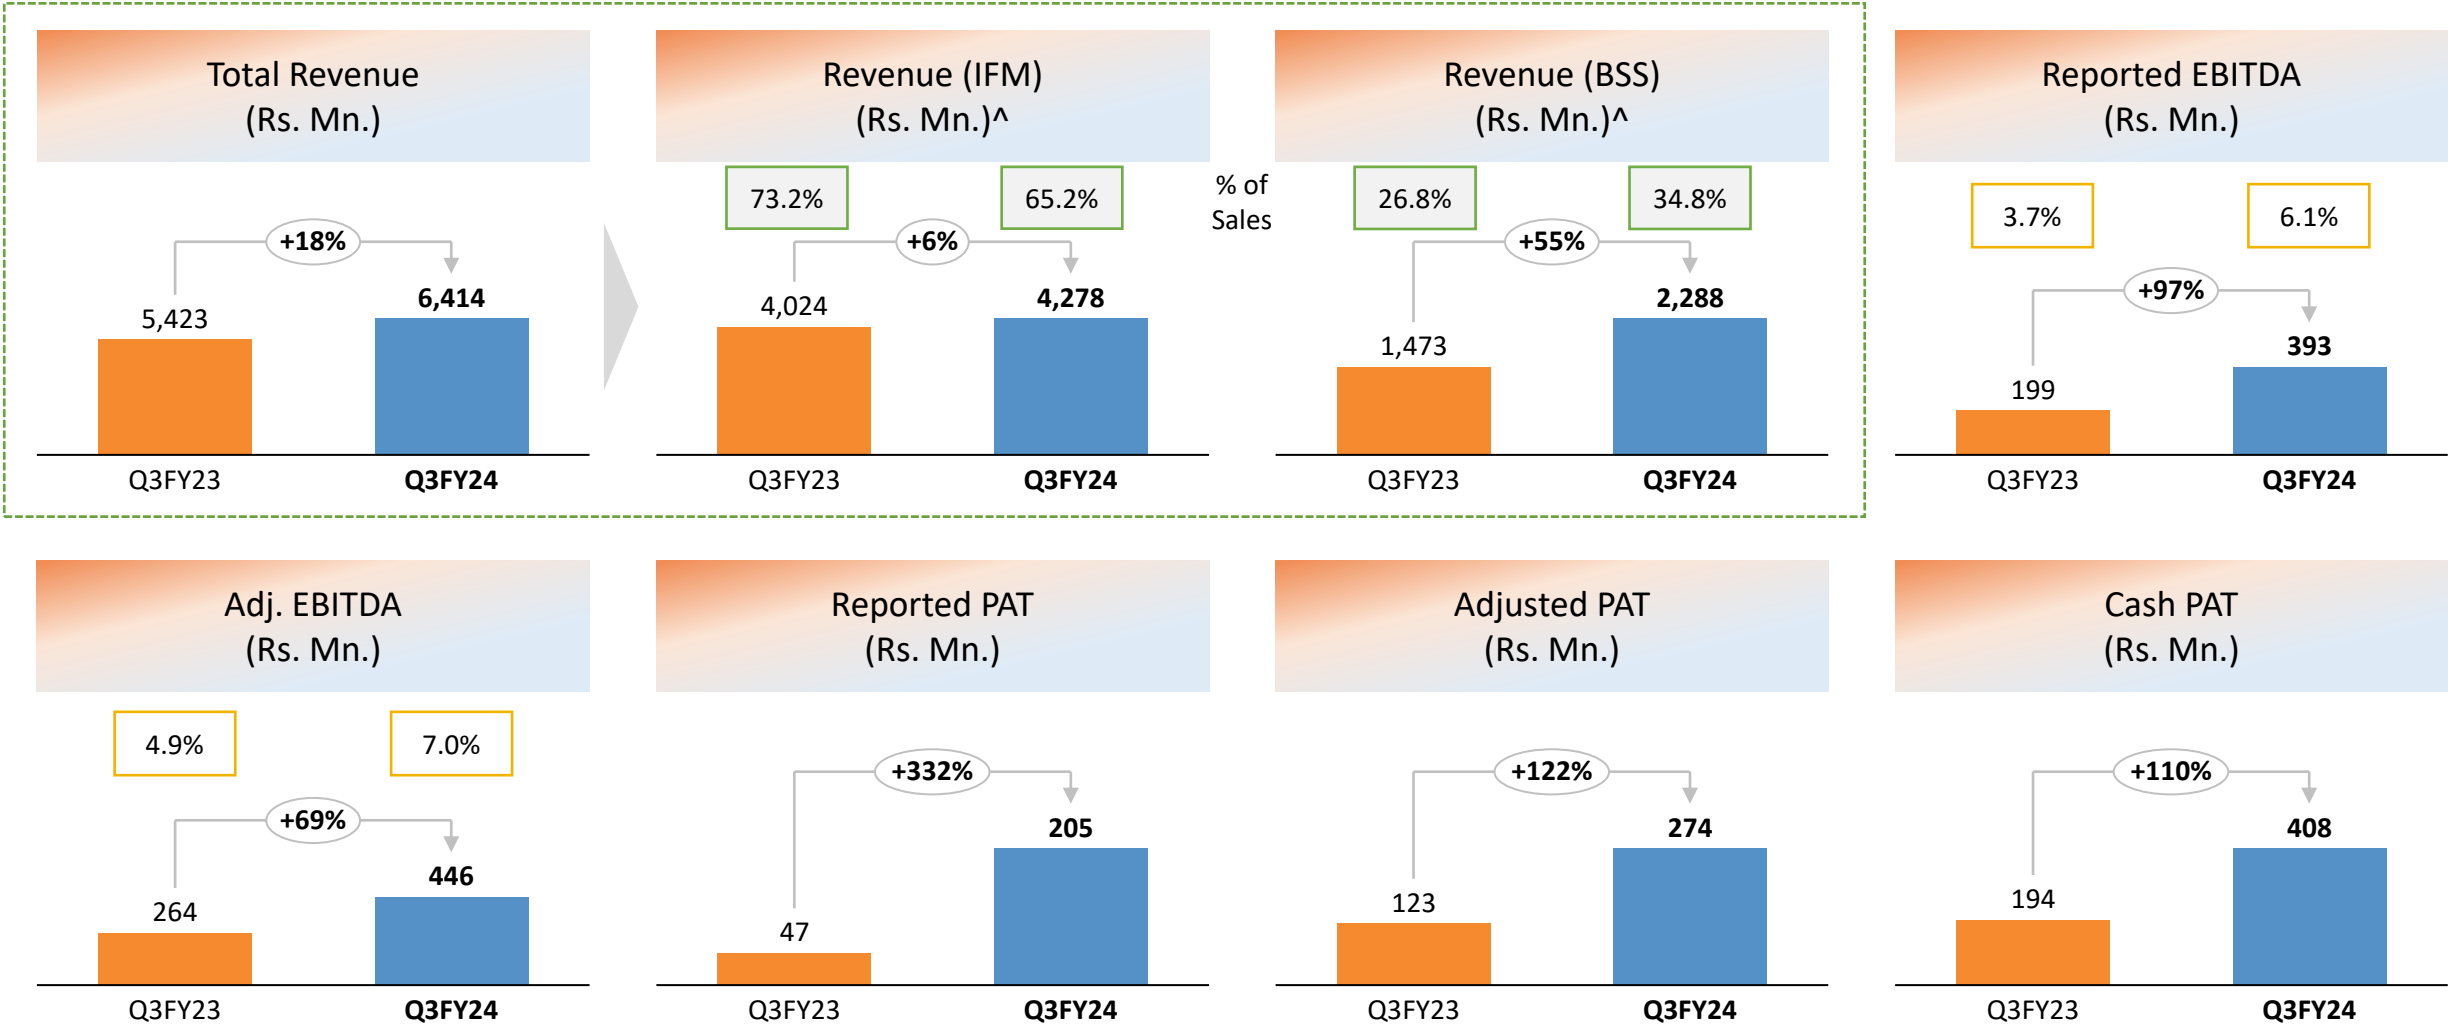 Total Revenue
(Rs. Mn.)
+18%
5,423
6,414
Q3FY23
Q3FY24
Revenue (IFM)
(Rs. Mn.)^
73.2%
65.2%
+6%
4,024
4,278
Q3FY23
Q3FY24
% of
Sales
Revenue (BSS)
(Rs. Mn.)^
26.8%
34.8%
+55%
1,473
2,288
Q3FY23
Q3FY24
Reported EBITDA
(Rs. Mn.)
3.7%
6.1%
+97%
199
393
Q3FY23
Q3FY24
Adj. EBITDA
(Rs. Mn.)
4.9%
7.0%
+69%
264
446
Q3FY23
Q3FY24
Reported PAT
(Rs. Mn.)
+332%
47
205
Q3FY23
Q3FY24
Adjusted PAT
(Rs. Mn.)
+122%
123
274
Q3FY23
Q3FY24
Cash PAT
(Rs. Mn.)
+110%
194
408
Q3FY23
Q3FY24